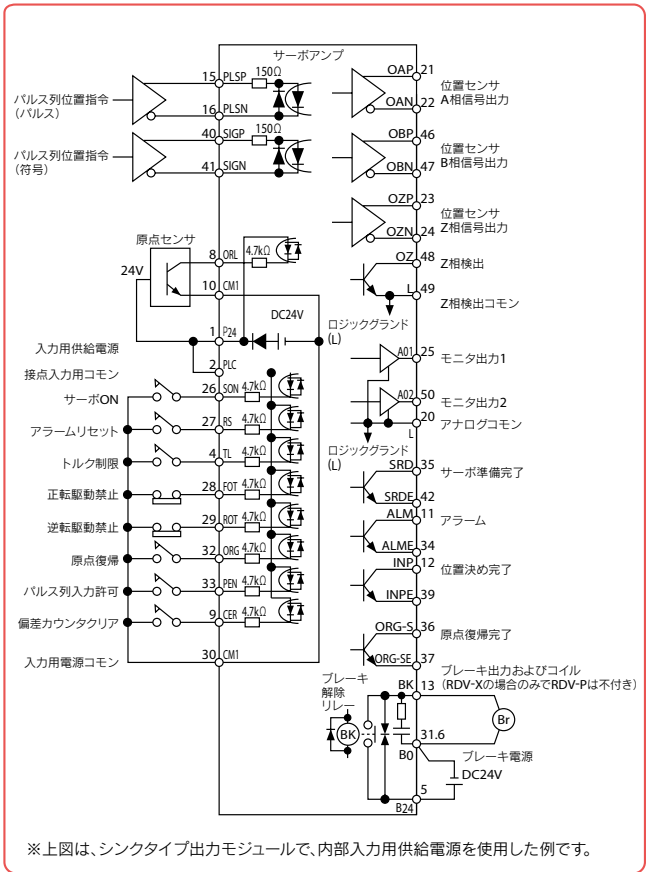 サーボアンプ
15 PLSP 150Ω
パルス列位置指令
(パルス)
16 PLSN
40 SIGP 150Ω
パルス列位置指令
(符号)
41 SIGN
原点センサ
24V
8 ORL 4.7kΩ
10 CM1
DC24V
1 P24
入力用供給電源
2 PLC
接点入力用コモン
サーボON 26 SON 4.7kΩ
アラームリセット 27 RS 4.7kΩ
トルク制限 4 TL 4.7kΩ
正転駆動禁止 28 FOT 4.7kΩ
逆転駆動禁止 29 ROT 4.7kΩ
原点復帰 32 ORG 4.7kΩ
パルス列入力許可 33 PEN 4.7kΩ
偏差カウンタクリア 9 CER 4.7kΩ
入力用電源コモン 30 CM1
OAP 21
位置センサ
A相信号出力
OAN 22
OBP 46
位置センサ
B相信号出力
OBN 47
OZP 23
位置センサ
Z相信号出力
OZN 24
OZ 48 Z相検出
L 49
Z相検出コモン
ロジックグランド
(L)
A01 25 モニタ出力1
A02 50 モニタ出力2
20 アナログコモン
L
ロジックグランド
(L)
SRD 35 サーボ準備完了
SRDE 42
ALM 11 アラーム
ALME 34
INP 12 位置決め完了
INPE 39
ORG-S 36 原点復帰完了
ORG-SE 37
ブレーキ
解除
リレー
BK
BK 13
ブレーキ出力およびコイル
(RDV-Xの場合のみでRDV-Pは不付き)
Br
31.6
B0
ブレーキ電源
DC24V
5
B24
※上図は、シンクタイプ出力モジュールで、内部入力用供給電源を使用した例です。